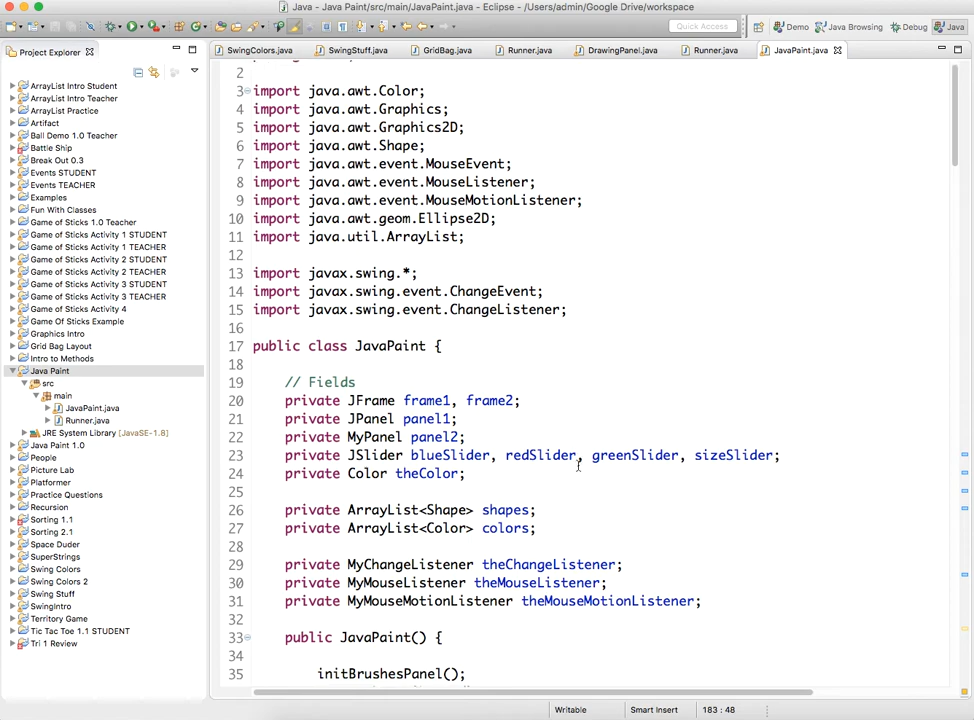 Java - Java Paint/src/main/JavaPaint.java - Eclipse - /Users/admin/Google Drive/workspace
Quick Access
Demo
Java Browsing
Debug
Java
Project Explorer
SwingColors.java
SwingStuff.java
GridBag.java
Runner.java
DrawingPanel.java
Runner.java
JavaPaint.java
ArrayList Intro Student
ArrayList Intro Teacher
ArrayList Practice
Artifact
Ball Demo 1.0 Teacher
Battle Ship
Break Out 0.3
Events STUDENT
Events TEACHER
Examples
Fun With Classes
Game of Sticks 1.0 Teacher
Game of Sticks Activity 1 STUDENT
Game of Sticks Activity 1 TEACHER
Game of Sticks Activity 2 STUDENT
Game of Sticks Activity 2 TEACHER
Game of Sticks Activity 3 STUDENT
Game of Sticks Activity 3 TEACHER
Game of Sticks Activity 4
Game Of Sticks Example
Graphics Intro
Grid Bag Layout
Intro to Methods
Java Paint
src
main
JavaPaint.java
Runner.java
JRE System Library [JavaSE-1.8]
Java Paint 1.0
People
Picture Lab
Platformer
Practice Questions
Recursion
Sorting 1.1
Sorting 2.1
Space Duder
SuperStrings
Swing Colors
Swing Colors 2
Swing Stuff
SwingIntro
Territory Game
Tic Tac Toe 1.1 STUDENT
Tri 1 Review
2
3 import java.awt.Color;
4 import java.awt.Graphics;
5 import java.awt.Graphics2D;
6 import java.awt.Shape;
7 import java.awt.event.MouseEvent;
8 import java.awt.event.MouseListener;
9 import java.awt.event.MouseMotionListener;
10 import java.awt.geom.Ellipse2D;
11 import java.util.ArrayList;
12
13 import javax.swing.*;
14 import javax.swing.event.ChangeEvent;
15 import javax.swing.event.ChangeListener;
16
17 public class JavaPaint {
18
19 // Fields
20 private JFrame frame1, frame2;
21 private JPanel panel1;
22 private MyPanel panel2;
23 private JSlider blueSlider, redSlider, greenSlider, sizeSlider;
24 private Color theColor;
25
26 private ArrayList<Shape> shapes;
27 private ArrayList<Color> colors;
28
29 private MyChangeListener theChangeListener;
30 private MyMouseListener theMouseListener;
31 private MyMouseMotionListener theMouseMotionListener;
32
33 public JavaPaint() {
34
35 initBrushesPanel();
Writable
Smart Insert
183 : 48